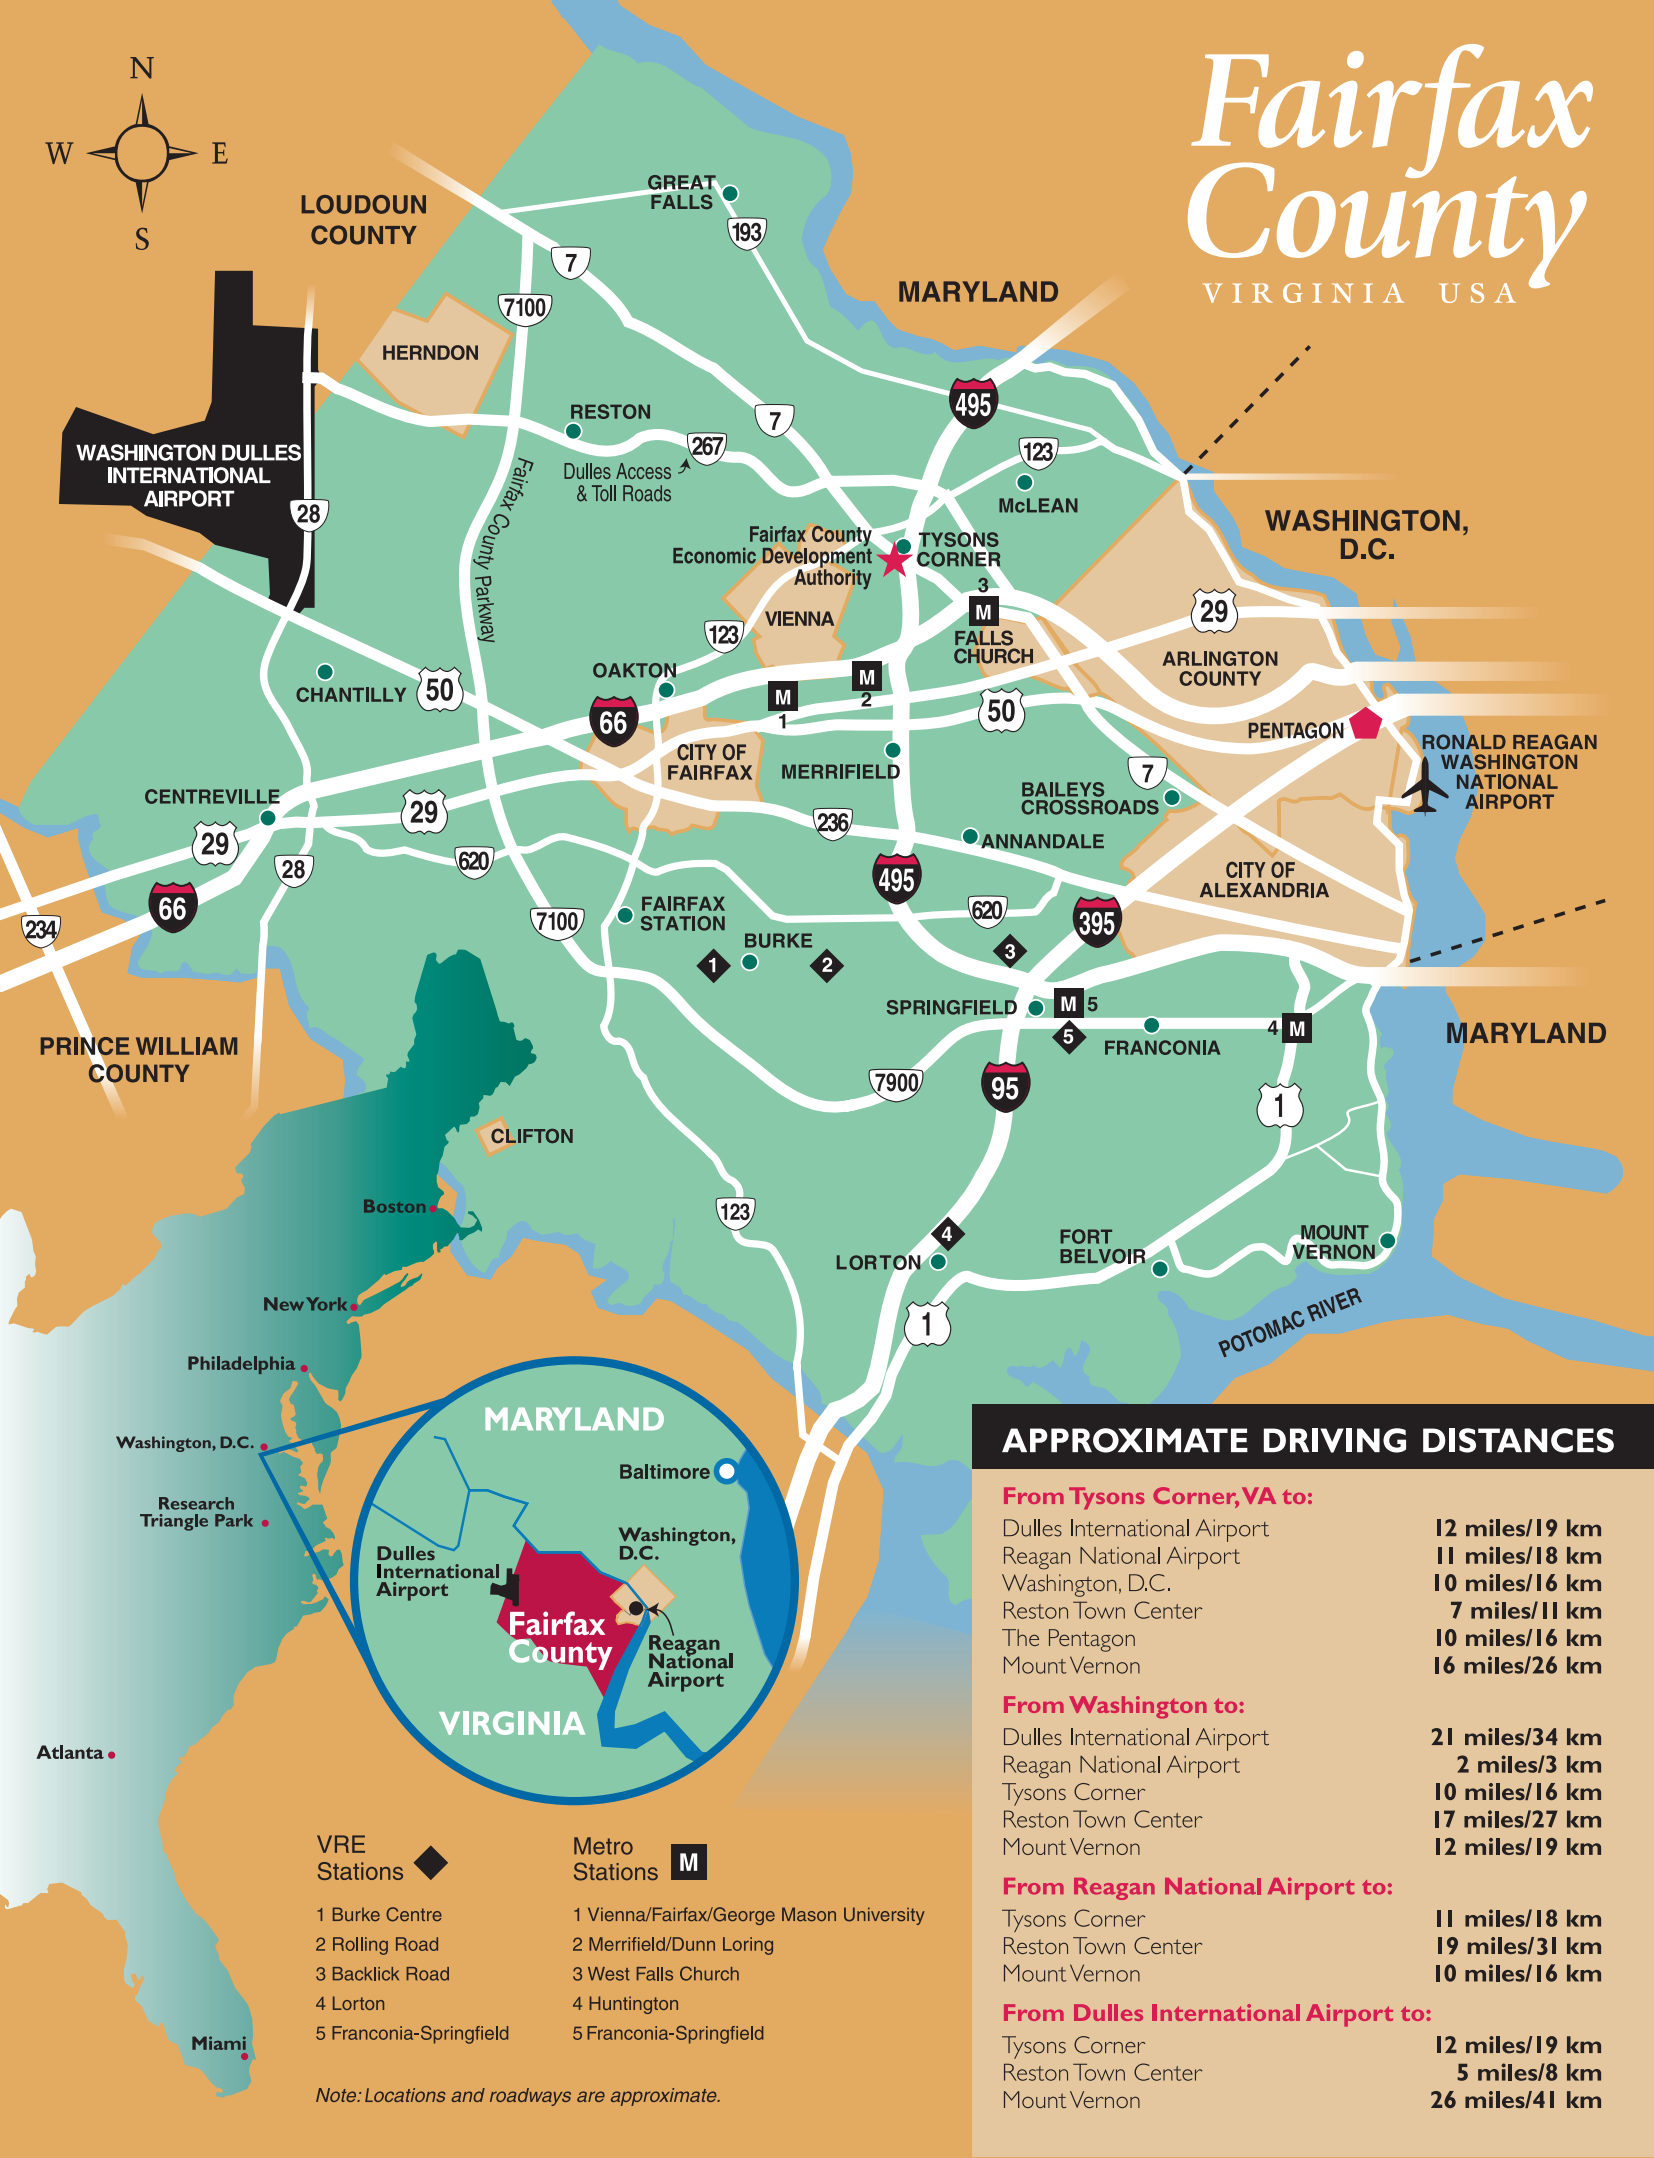 Fairfax
County
VIRGINIA USA
N
W
E
S
LOUDOUN
COUNTY
GREAT
FALLS
193
7
7100
MARYLAND
HERNDON
495
RESTON
7
267
123
Dulles Access
& Toll Roads
McLEAN
WASHINGTON DULLES
INTERNATIONAL
AIRPORT
28
Fairfax County Parkway
WASHINGTON,
D.C.
Fairfax County
Economic Development
Authority
TYSONS
CORNER
3
M
29
VIENNA
123
FALLS
CHURCH
ARLINGTON
COUNTY
OAKTON
CHANTILLY
50
M
2
M
1
66
50
PENTAGON
CITY OF
FAIRFAX
MERRIFIELD
RONALD REAGAN
WASHINGTON
NATIONAL
AIRPORT
7
BAILEYS
CROSSROADS
CENTREVILLE
29
29
236
ANNANDALE
28
620
CITY OF
ALEXANDRIA
495
66
234
7100
FAIRFAX
STATION
620
395
BURKE
1
2
3
SPRINGFIELD
M 5
5
4 M
FRANCONIA
MARYLAND
PRINCE WILLIAM
COUNTY
7900
95
1
CLIFTON
123
Boston
4
LORTON
FORT
BELVOIR
MOUNT
VERNON
1
POTOMAC RIVER
New York
Philadelphia
Washington, D.C.
Research
Triangle Park
Atlanta
Miami
MARYLAND
Baltimore
Washington,
D.C.
Dulles
International
Airport
Fairfax
County
Reagan
National
Airport
VIRGINIA
VRE
Stations
1 Burke Centre
2 Rolling Road
3 Backlick Road
4 Lorton
5 Franconia-Springfield
Metro
Stations
M
1 Vienna/Fairfax/George Mason University
2 Merrifield/Dunn Loring
3 West Falls Church
4 Huntington
5 Franconia-Springfield
Note: Locations and roadways are approximate.
APPROXIMATE DRIVING DISTANCES
From Tysons Corner, VA to:
Dulles International Airport 12 miles/19 km
Reagan National Airport 11 miles/18 km
Washington, D.C. 10 miles/16 km
Reston Town Center 7 miles/11 km
The Pentagon 10 miles/16 km
Mount Vernon 16 miles/26 km
From Washington to:
Dulles International Airport 21 miles/34 km
Reagan National Airport 2 miles/3 km
Tysons Corner 10 miles/16 km
Reston Town Center 17 miles/27 km
Mount Vernon 12 miles/19 km
From Reagan National Airport to:
Tysons Corner 11 miles/18 km
Reston Town Center 19 miles/31 km
Mount Vernon 10 miles/16 km
From Dulles International Airport to:
Tysons Corner 12 miles/19 km
Reston Town Center 5 miles/8 km
Mount Vernon 26 miles/41 km